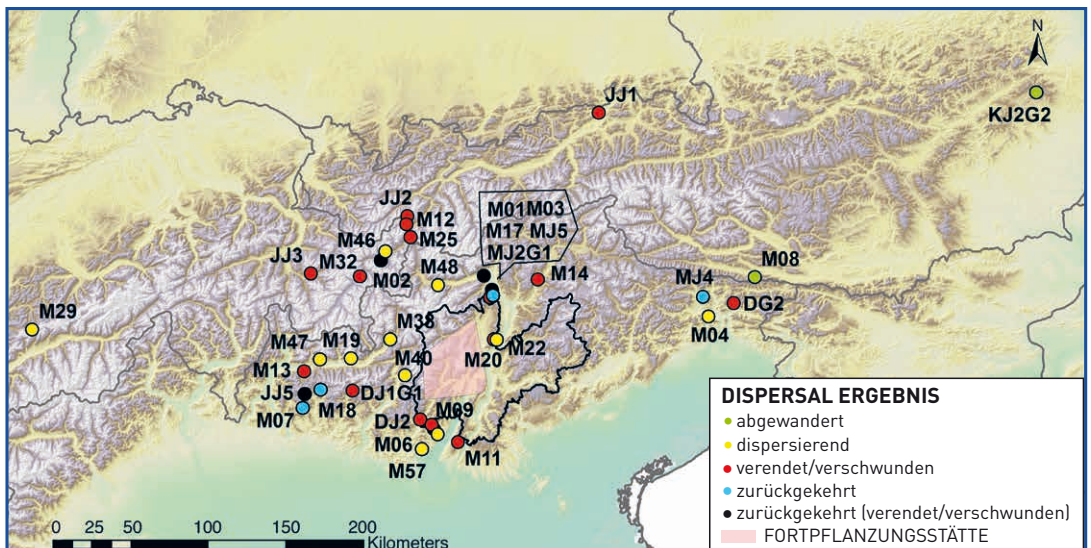 N
JJ1
KJ2G2
JJ2
M12
M01 M03
M17 MJ5
MJ2G1
M46
M25
JJ3
M32
M02
M48
M14
M08
MJ4
DG2
M29
M04
M38
M47
M19
M20
M22
M13
M40
JJ5
DJ1G1
M07
M18
DJ2
M09
M06
M11
M57
DISPERSAL ERGEBNIS
abgewandert
dispersierend
verendet/verschwunden
zurückgekehrt
zurückgekehrt (verendet/verschwunden)
FORTPFLANZUNGSSTÄTTE
0 25 50 100 150 200
Kilometers